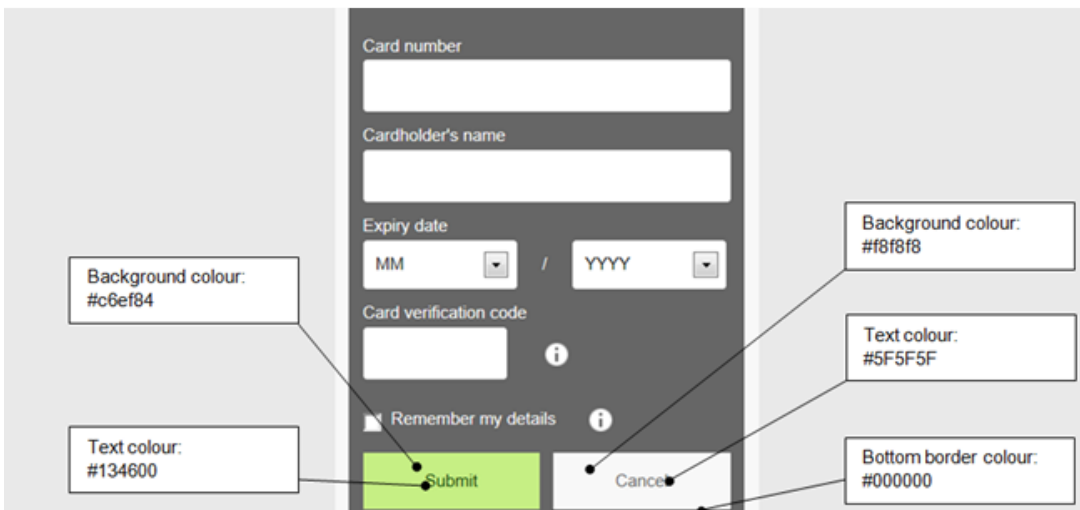 Card number
Cardholder's name
Expiry date
MM / YYYY
Card verification code
Remember my details
Submit
Cancel
Background colour:
#c6ef84
Text colour:
#134600
Background colour:
#f8f8f8
Text colour:
#5F5F5F
Bottom border colour:
#000000